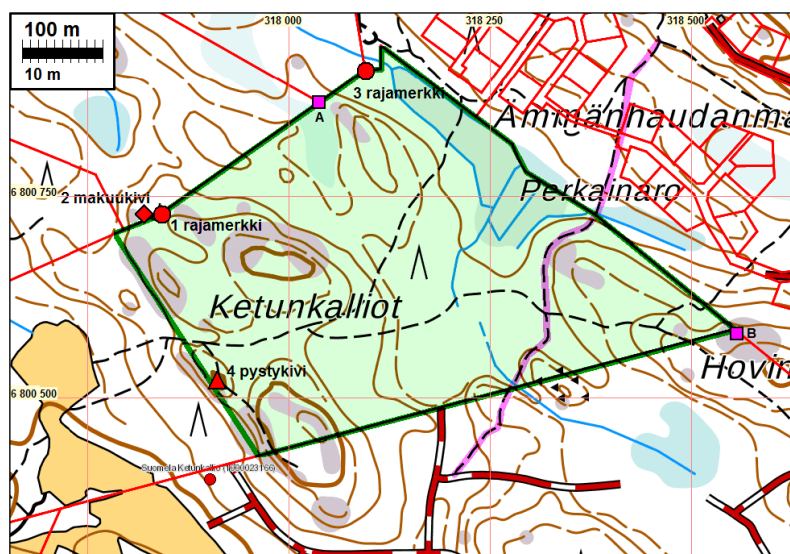 100 m
10 m
318 000
318 250
318 500
3 rajamerkki
A
Ämmänhaudanma
2 makuukivi
6 800 750
Perkainaro
1 rajamerkki
Ketunkalliot
B
4 pystykivi
Hovin
6 800 500
Suomela Ketunkallio (1000023166)